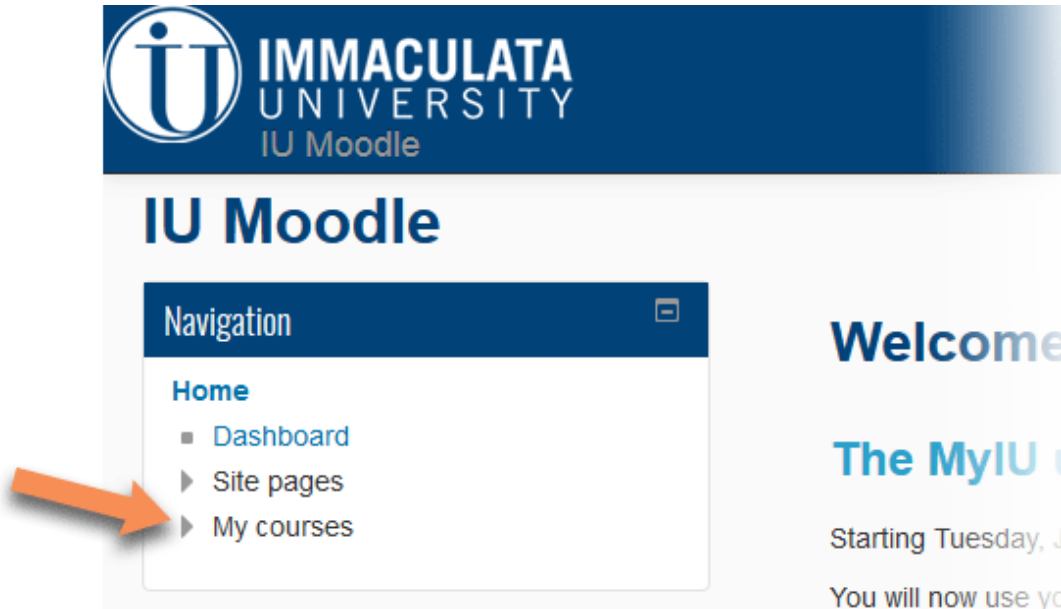 IMMACULATA
UNIVERSITY
IU Moodle
IU Moodle
Navigation
Home
Dashboard
Site pages
My courses
Welcome
The MyIU
Starting Tuesday,
You will now use